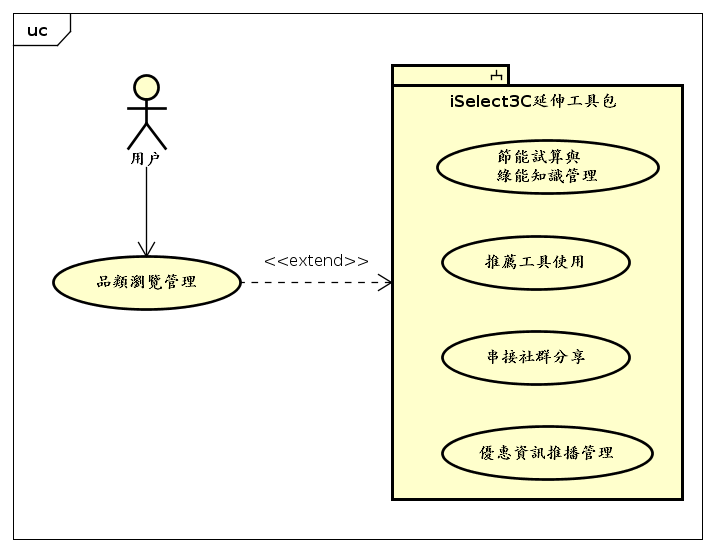 uc
iSelect3C延伸工具包
用户
節能試算與
綠能知識管理
<<extend>>
品類瀏覽管理
推薦工具使用
串接社群分享
優惠資訊推播管理